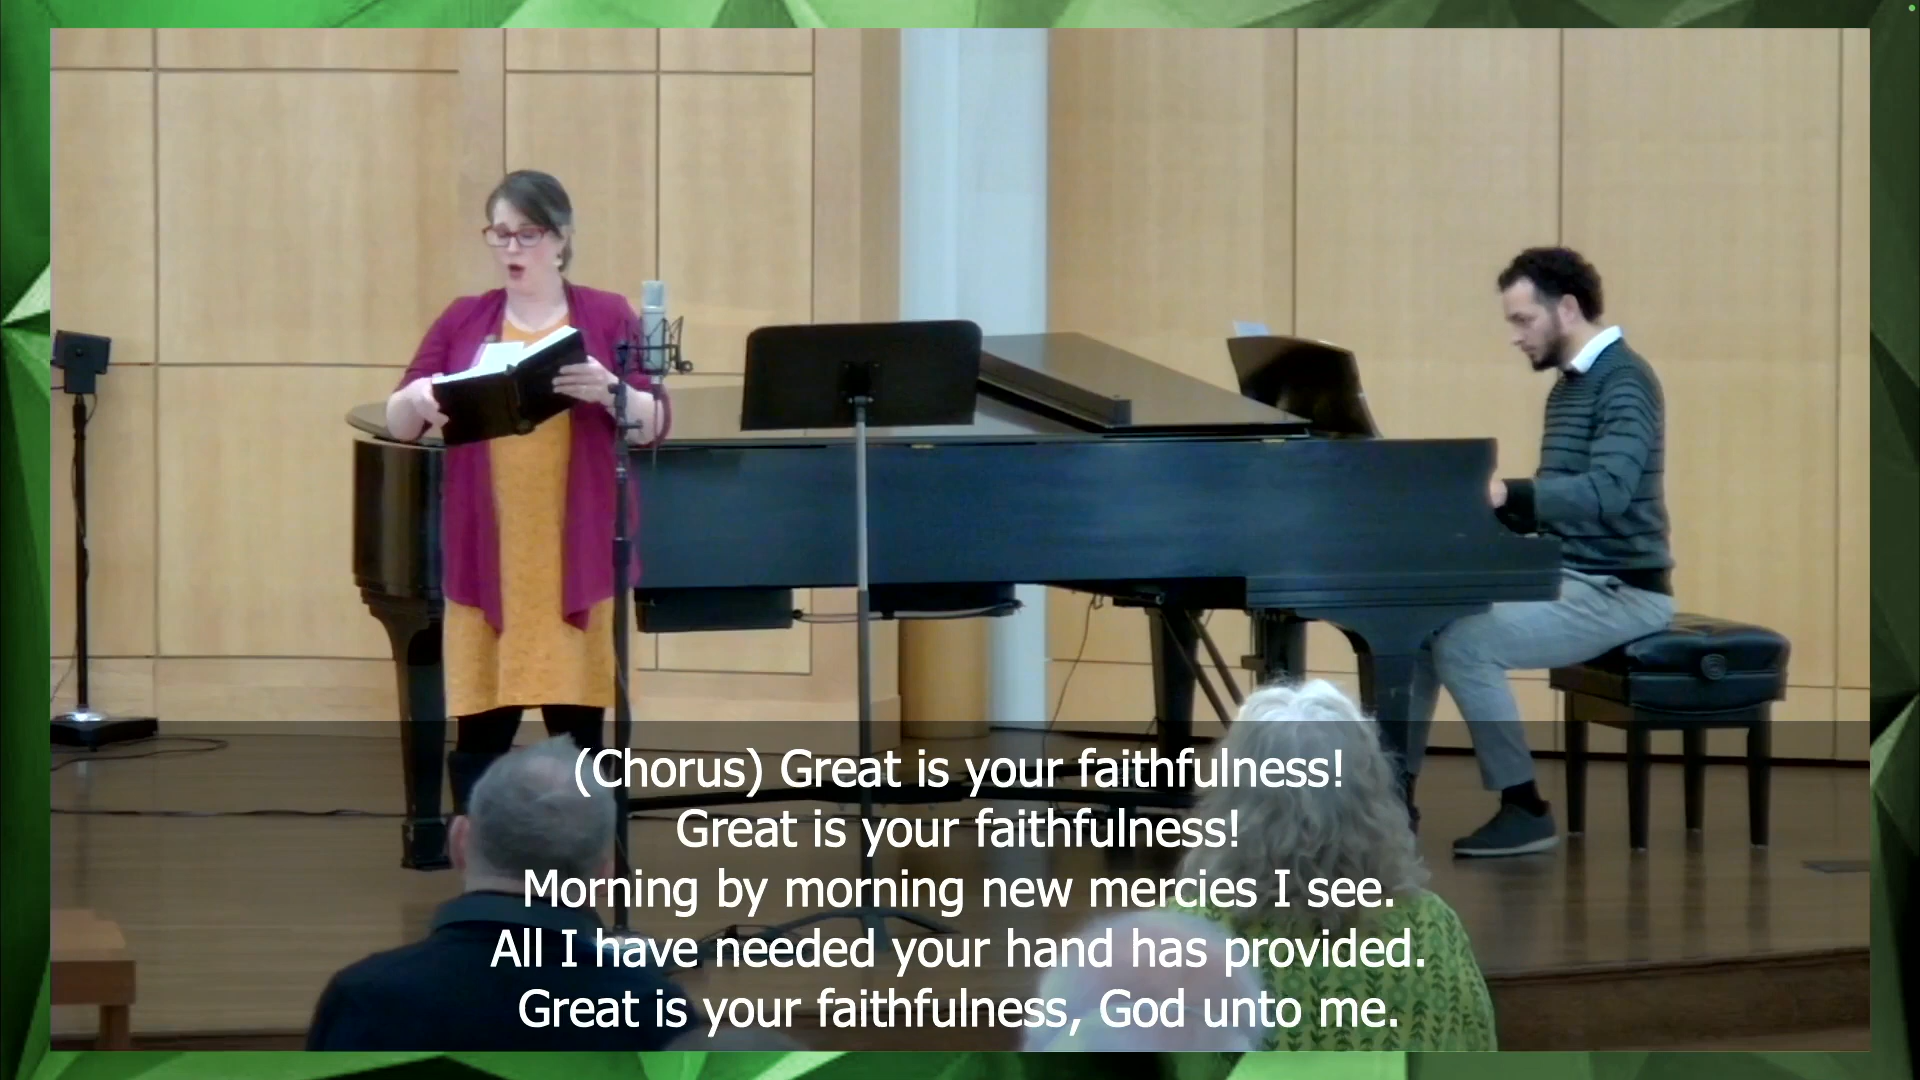 (Chorus) Great is your faithfulness!
Great is your faithfulness!
Morning by morning new mercies I see.
All I have needed your hand has provided.
Great is your faithfulness, God unto me.